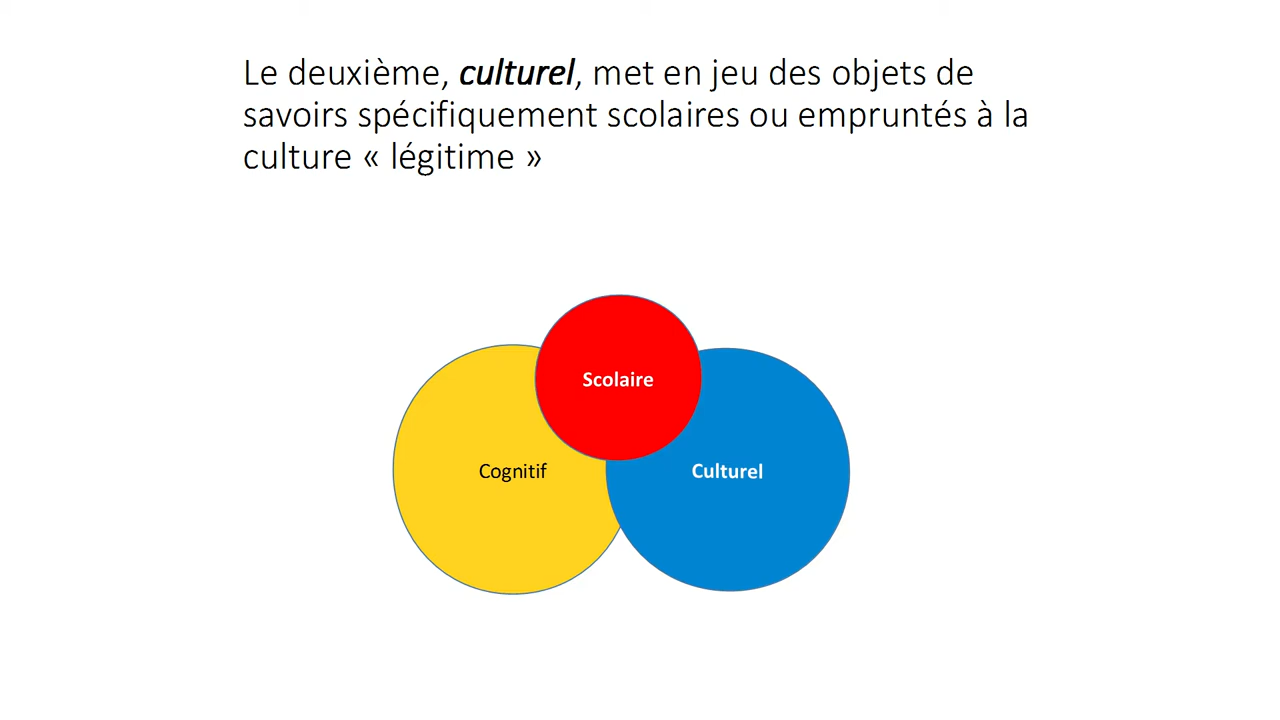 Le deuxième, culturel, met en jeu des objets de
savoirs spécifiquement scolaires ou empruntés à la
culture « légitime »
Scolaire
Cognitif
Culturel